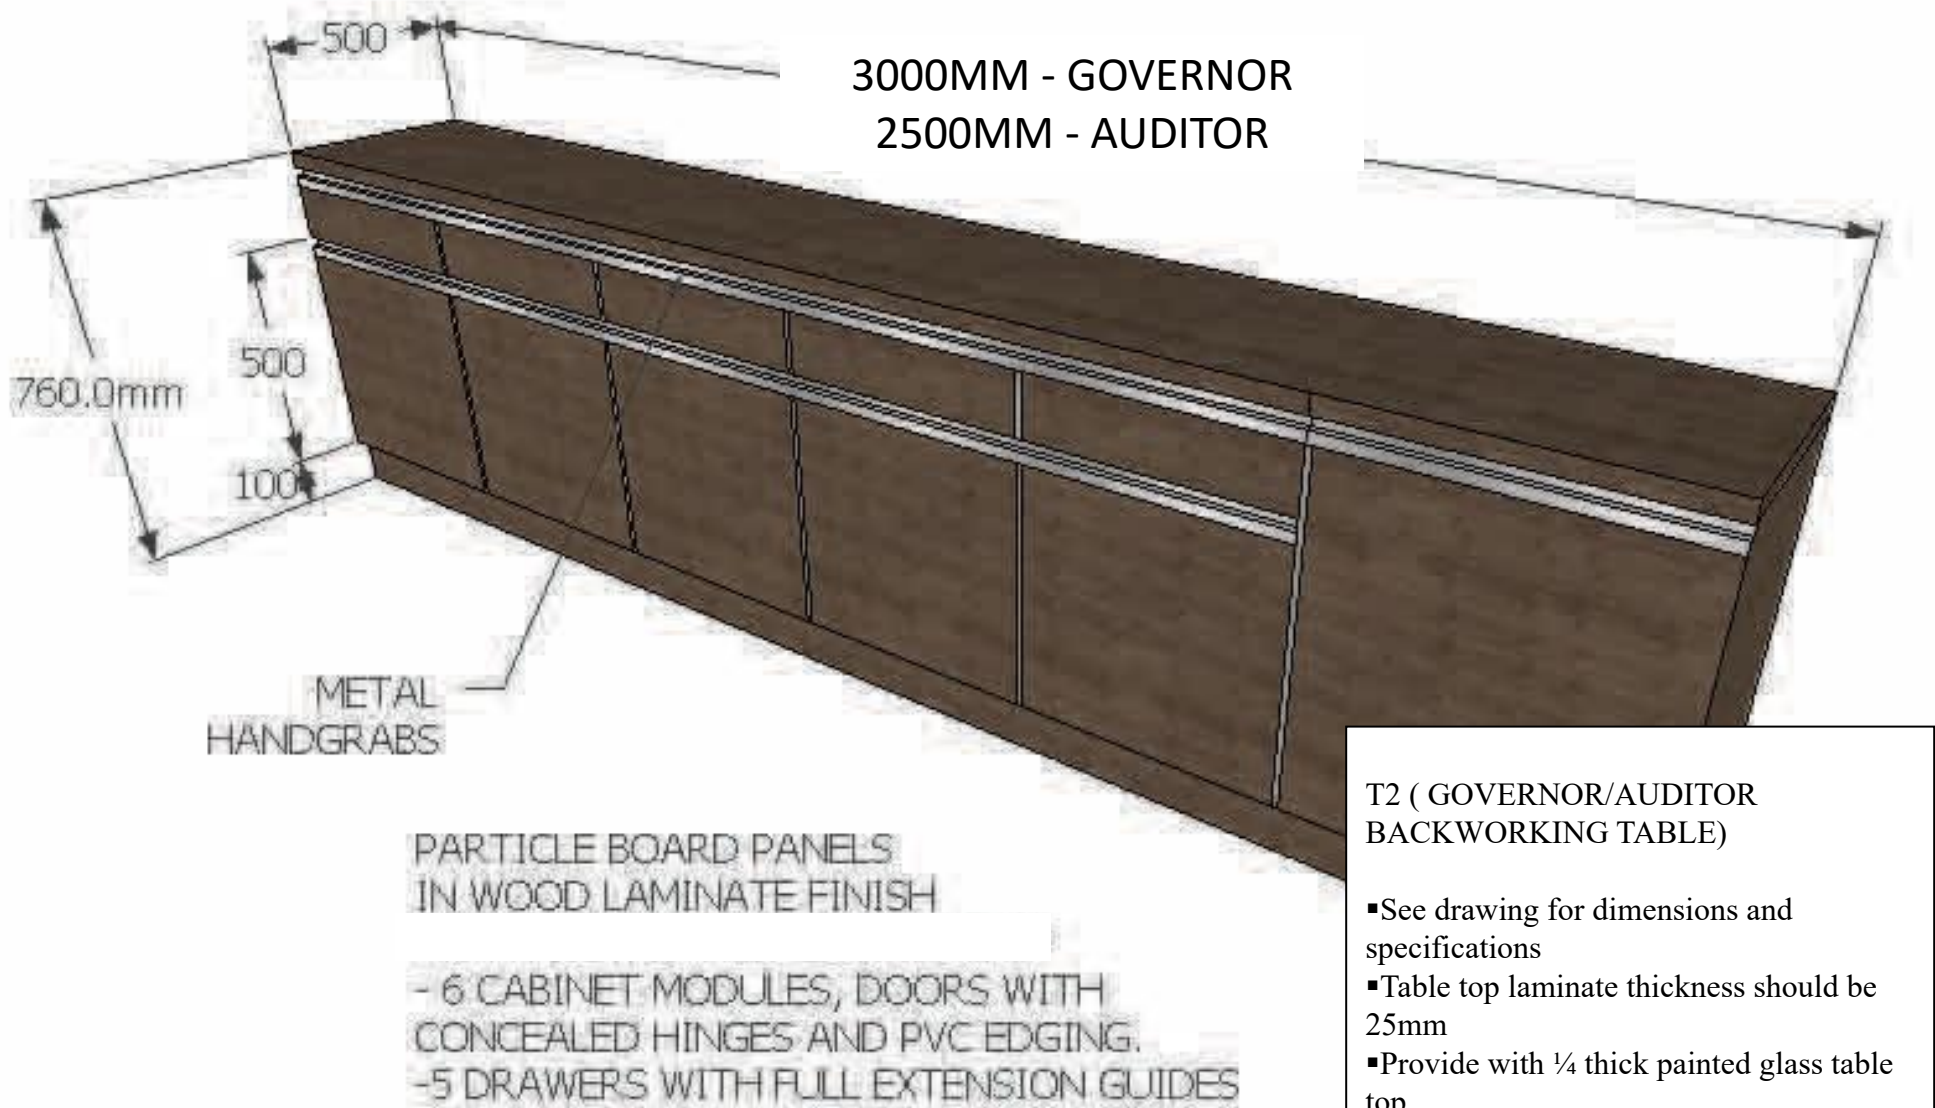 500
3000MM - GOVERNOR
2500MM - AUDITOR
500
760.0mm
100
METAL
HANDGRABS
PARTICLE BOARD PANELS
IN WOOD LAMINATE FINISH
- 6 CABINET MODULES, DOORS WITH
CONCEALED HINGES AND PVC EDGING.
-5 DRAWERS WITH FULL EXTENSION GUIDES
T2 ( GOVERNOR/AUDITOR
BACKWORKING TABLE)
▪See drawing for dimensions and
specifications
▪Table top laminate thickness should be
25mm
▪Provide with ¼ thick painted glass table
top